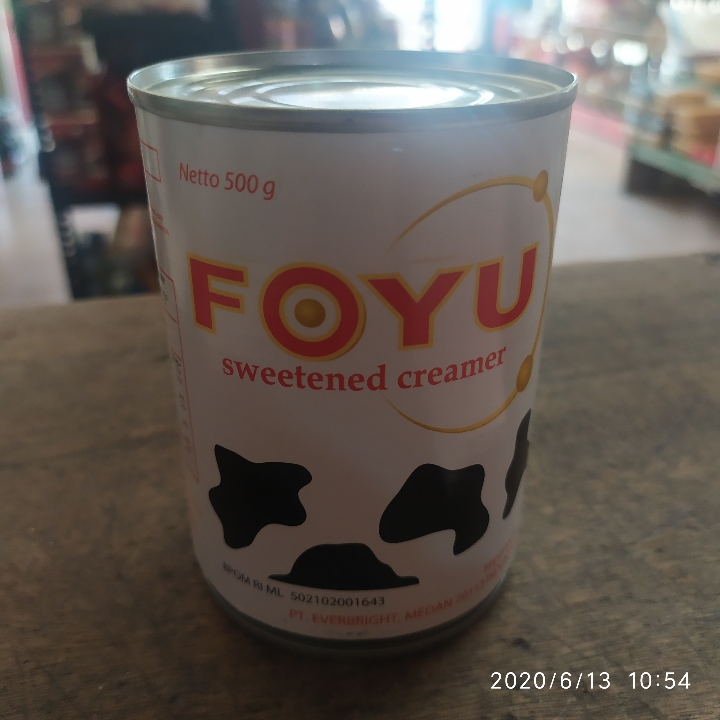 Netto 500 g
FOYU
sweetened creamer
BPOM RI ML 502102001643
PT. EVERBRIGHT, MEDAN
2020/6/13 10:54